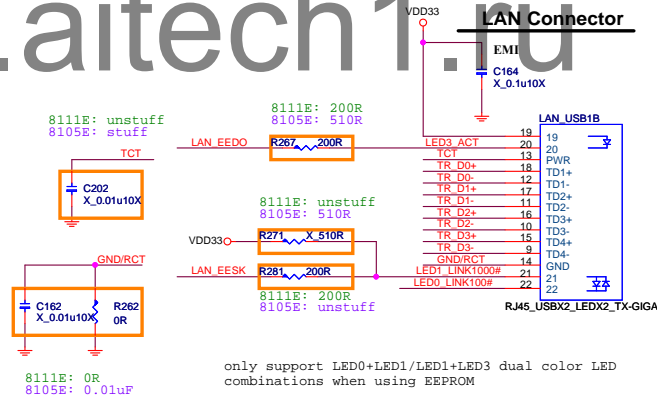 .aitech1.ru
VDD33
LAN Connector
EMI
C164
X_0.1u10X
8111E: unstuff
8105E: stuff
TCT
C202
X_0.01u10X
8111E: 200R
8105E: 510R
LAN_EEDO
R267
200R
LED3_ACT
TCT
TR_D0+
TR_D0-
TR_D1+
TR_D1-
TR_D2+
TR_D2-
TR_D3+
TR_D3-
GND/RCT
LED1_LINK1000#
LED0_LINK100#
19
20
13
18
12
17
11
16
10
15
9
14
21
22
LAN_USB1B
19
20
PWR
TD1+
TD1-
TD2+
TD2-
TD3+
TD3-
TD4+
TD4-
GND
21
22
RJ45_USBX2_LEDX2_TX-GIGA
8111E: unstuff
8105E: 510R
VDD33
R271
X_510R
LAN_EESK
R281
200R
8111E: 200R
8105E: unstuff
GND/RCT
C162
X_0.01u10X
R262
0R
8111E: 0R
8105E: 0.01uF
only support LED0+LED1/LED1+LED3 dual color LED
combinations when using EEPROM